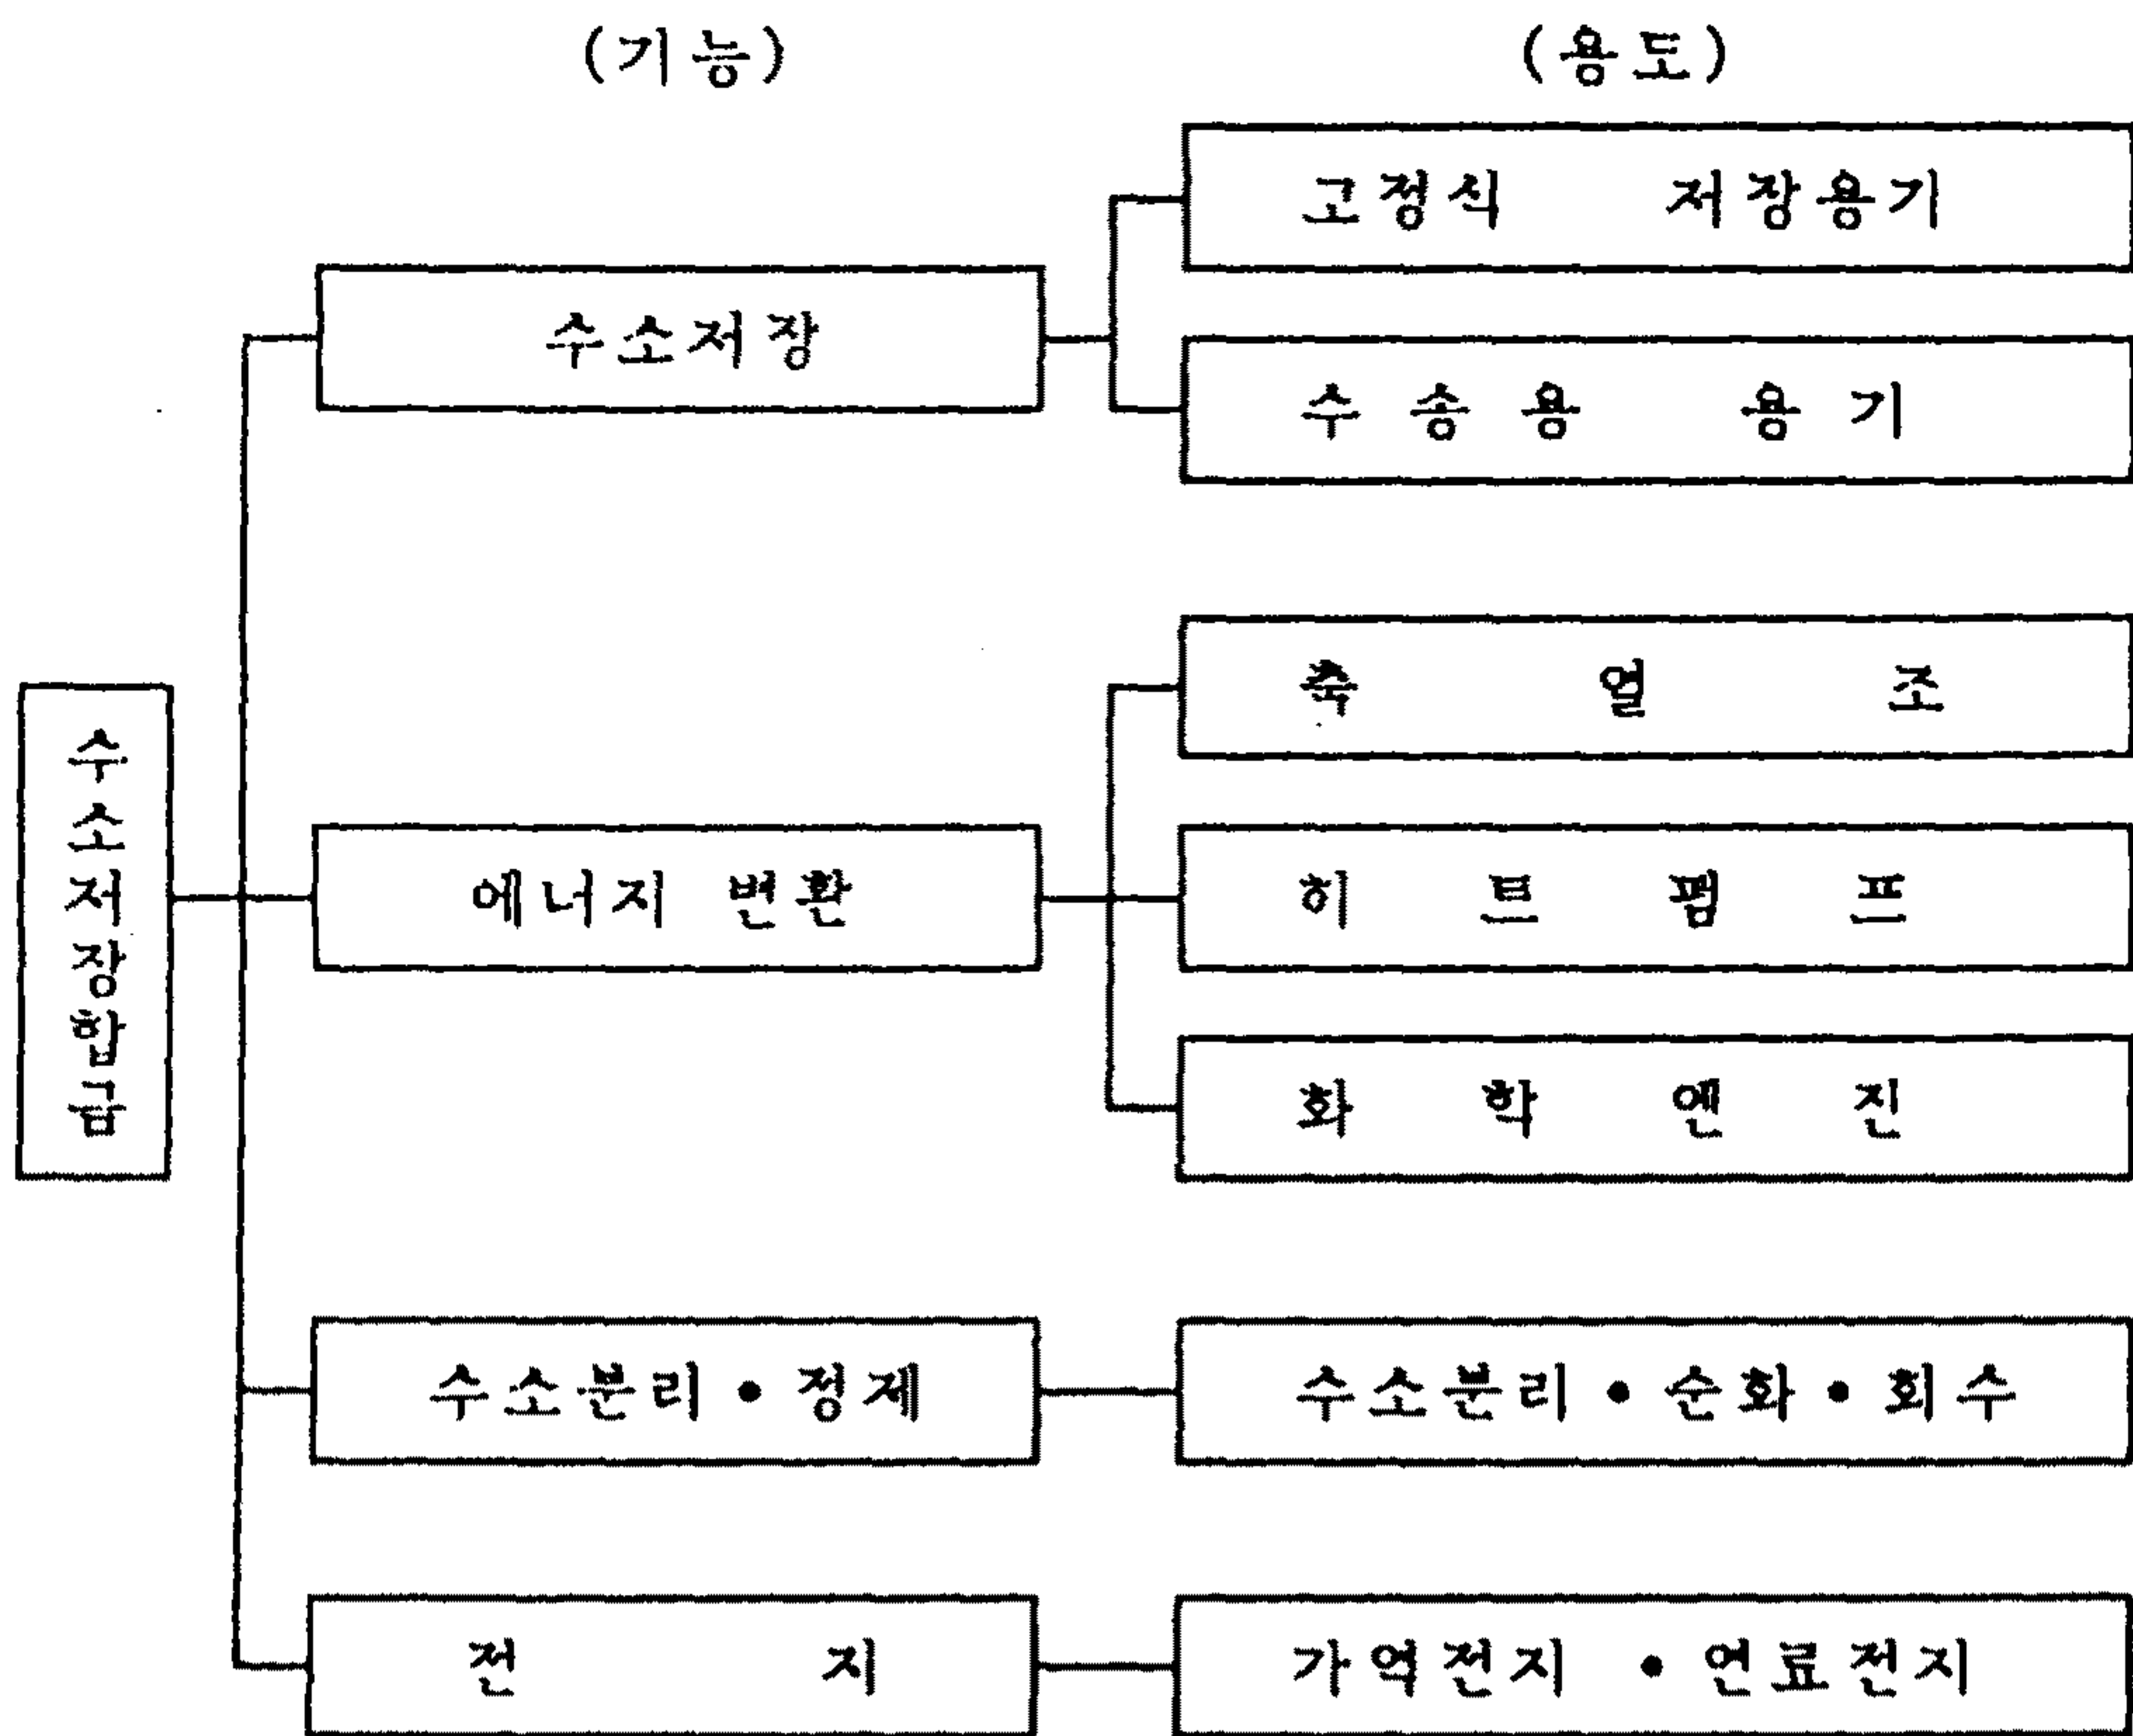 (기능)
(용도)
수소저장합금
수소저장
고정식 저장용기
수송용 용기
에너지 변환
축열조
히트펌프
화학엔진
수소분리•정제
수소분리•순화•회수
전지
가역전지•연료전지